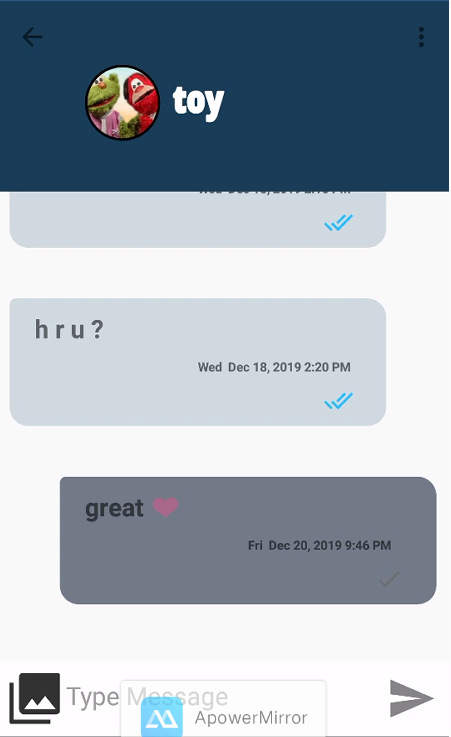 toy
h r u ?
Wed Dec 18, 2019 2:20 PM
great
Fri Dec 20, 2019 9:46 PM
Type Message
ApowerMirror